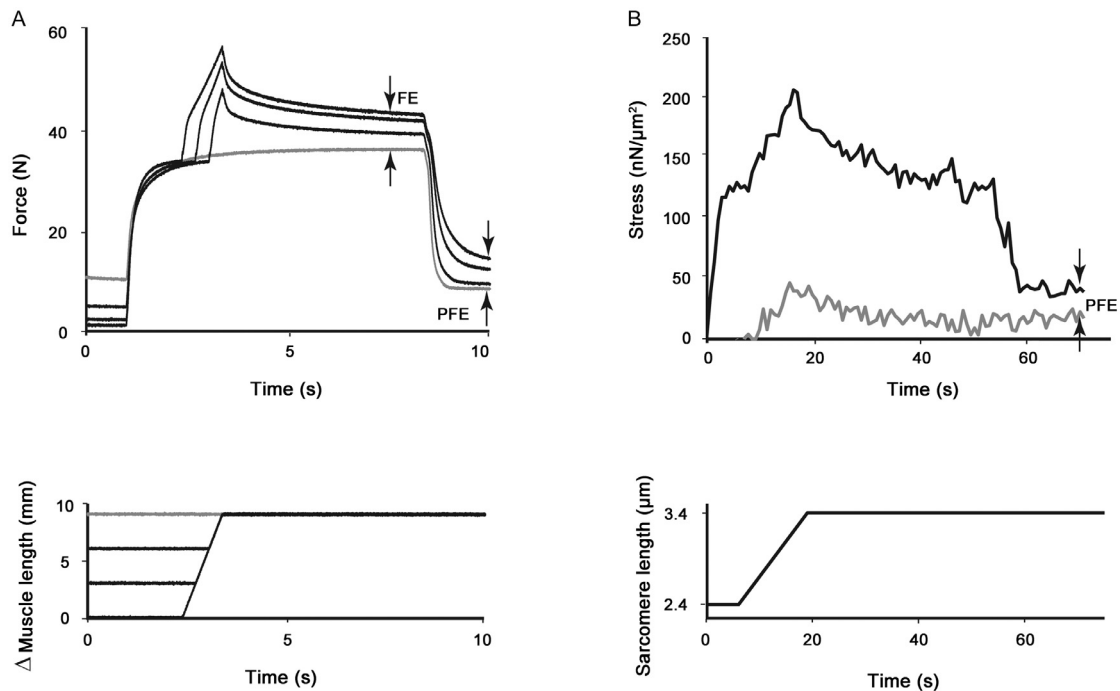 A
60
40
20
0
Force (N)
FE
PFE
0
5
10
Time (s)
10
5
0
Δ Muscle length (mm)
0
5
10
Time (s)
B
250
200
150
100
50
0
Stress (nN/µm²)
PFE
0
20
40
60
Time (s)
3.4
2.4
Sarcomere length (µm)
0
20
40
60
Time (s)